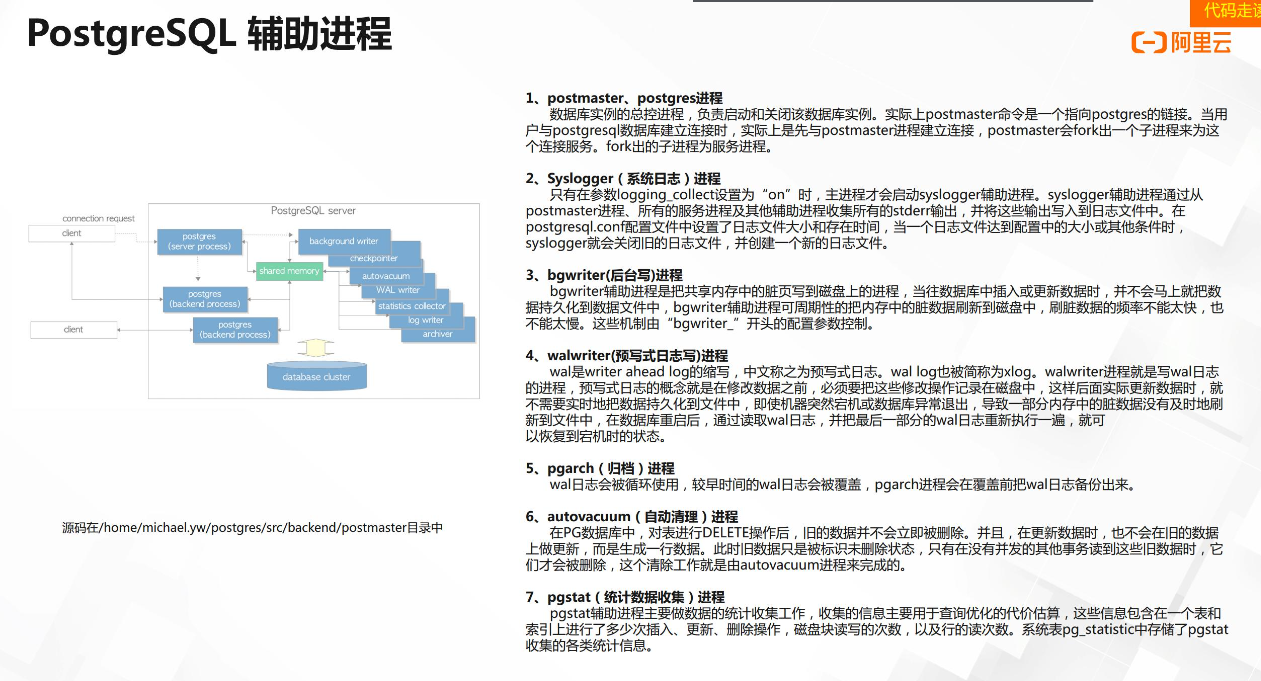 代码走读
PostgreSQL 辅助进程
阿里云
1、postmaster、postgres进程
数据库实例的总控进程，负责启动和关闭该数据库实例。实际上postmaster命令是一个指向postgres的链接。当用
户与postgresql数据库建立连接时，实际上是先与postmaster进程建立连接，postmaster会fork出一个子进程来为这
个连接服务。fork出的子进程为服务进程。
2、Syslogger（系统日志）进程
只有在参数logging_collect设置为“on”时，主进程才会启动syslogger辅助进程。syslogger辅助进程通过从
postmaster进程、所有的服务进程及其他辅助进程收集所有的stderr输出，并将这些输出写入到日志文件中。在
postgresql.conf配置文件中设置了日志文件大小和存在时间，当一个日志文件达到配置中的大小或其他条件时，
syslogger就会关闭旧的日志文件，并创建一个新的日志文件。
3、bgwriter(后台写)进程
bgwriter辅助进程是把共享内存中的脏页写到磁盘上的进程，当往数据库中插入或更新数据时，并不会马上就把数
据持久化到数据文件中，bgwriter辅助进程可周期性的把内存中的脏数据刷新到磁盘中，刷脏数据的频率不能太快，也
不能太慢。这些机制由“bgwriter_”开头的配置参数控制。
4、walwriter(预写式日志写)进程
wal是writer ahead log的缩写，中文称之为预写式日志。wal log也被简称为xlog。walwriter进程就是写wal日志
的进程，预写式日志的概念就是在修改数据之前，必须要把这些修改操作记录在磁盘中，这样后面实际更新数据时，就
不需要实时地把数据持久化到文件中，即使机器突然宕机或数据库异常退出，导致一部分内存中的脏数据没有及时地刷
新到文件中，在数据库重启后，通过读取wal日志，并把最后一部分的wal日志重新执行一遍，就可
以恢复到宕机时的状态。
5、pgarch（归档）进程
wal日志会被循环使用，较早时间的wal日志会被覆盖，pgarch进程会在覆盖前把wal日志备份出来。
6、autovacuum（自动清理）进程
在PG数据库中，对表进行DELETE操作后，旧的数据并不会立即被删除。并且，在更新数据时，也不会在旧的数据
上做更新，而是生成一行数据。此时旧数据只是被标识未删除状态，只有在没有并发的其他事务读到这些旧数据时，它
们才会被删除，这个清除工作就是由autovacuum进程来完成的。
7、pgstat（统计数据收集）进程
pgstat辅助进程主要做数据的统计收集工作，收集的信息主要用于查询优化的代价估算，这些信息包含在一个表和
索引上进行了多少次插入、更新、删除操作，磁盘块读写的次数，以及行的读次数。系统表pg_statistic中存储了pgstat
收集的各类统计信息。
PostgreSQL server
connection request
client
postgres
(server process)
background writer
checkpointer
shared memory
autovacuum
WAL writer
postgres
(backend process)
statistics collector
log writer
client
postgres
(backend process)
archiver
database cluster
源码在/home/michael.yw/postgres/src/backend/postmaster目录中